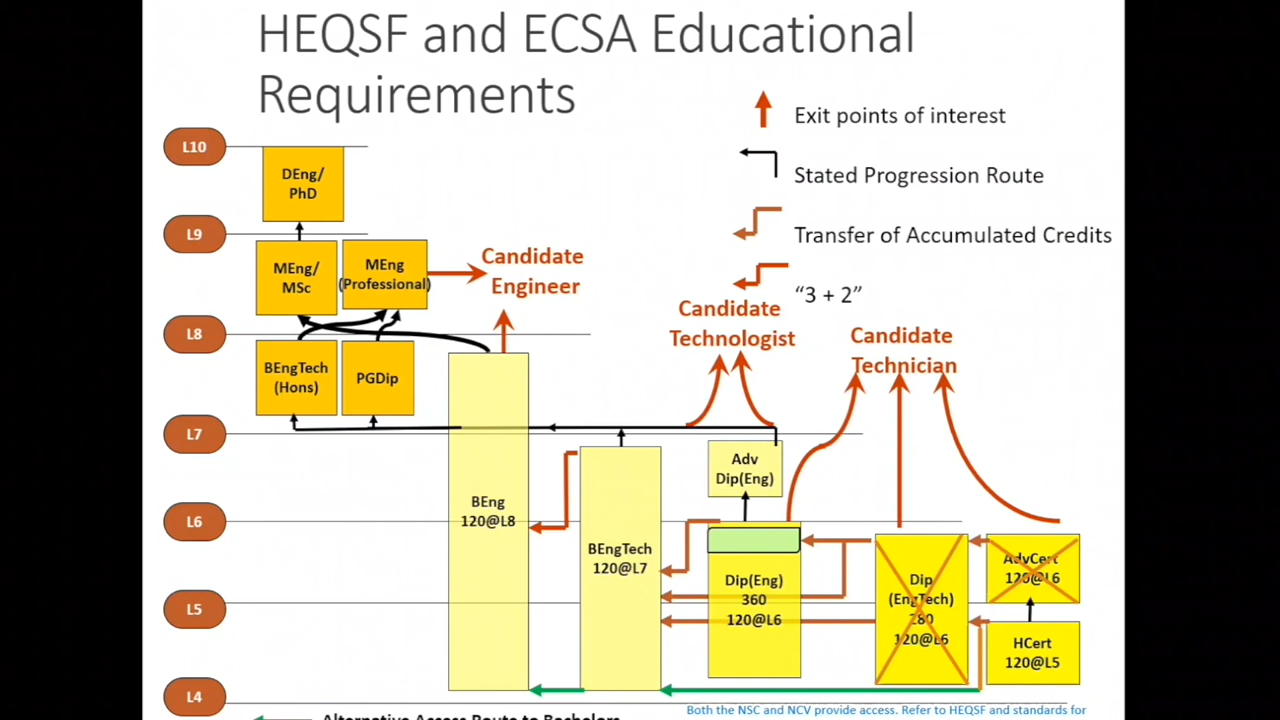 HEQSF and ECSA Educational
Requirements
Exit points of interest
Stated Progression Route
Transfer of Accumulated Credits
“3 + 2”
L10
L9
L8
L7
L6
L5
L4
DEng/
PhD
MEng/
MSc
MEng
(Professional)
Candidate
Engineer
BEngTech
(Hons)
PGDip
Candidate
Technologist
Candidate
Technician
BEng
120@L8
BEngTech
120@L7
Adv
Dip(Eng)
Dip(Eng)
360
120@L6
Dip
(EngTech)
280
120@L6
AdvCert
120@L6
HCert
120@L5
Alternative Access Route to Bachelors
Both the NSC and NCV provide access. Refer to HEQSF and standards for